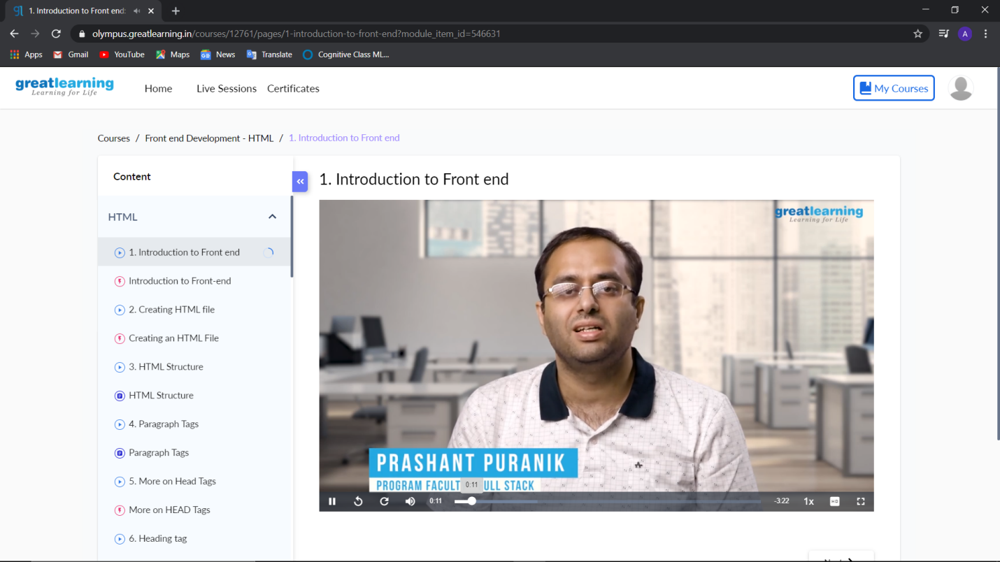 1. Introduction to Front end:
olympus.greatlearning.in/courses/12761/pages/1-introduction-to-front-end?module_item_id=546631
A
Apps
Gmail
YouTube
Maps
News
Translate
Cognitive Class ML...
greatlearning
Learning for Life
Home
Live Sessions
Certificates
My Courses
Courses / Front end Development - HTML / 1. Introduction to Front end
Content
HTML
1. Introduction to Front end
Introduction to Front-end
2. Creating HTML file
Creating an HTML File
3. HTML Structure
HTML Structure
4. Paragraph Tags
Paragraph Tags
5. More on Head Tags
More on HEAD Tags
6. Heading tag
1. Introduction to Front end
greatlearning
Learning for Life
PRASHANT PURANIK
PROGRAM FACULT ULL STACK
0:11
0:11
-3:22
1x
HD